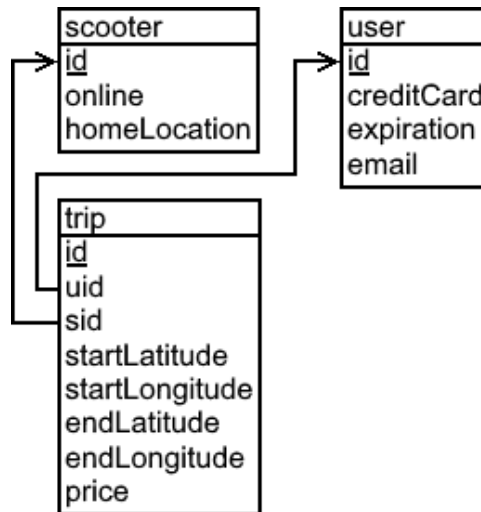 scooter
id
online
homeLocation
user
id
creditCard
expiration
email
trip
id
uid
sid
startLatitude
startLongitude
endLatitude
endLongitude
price